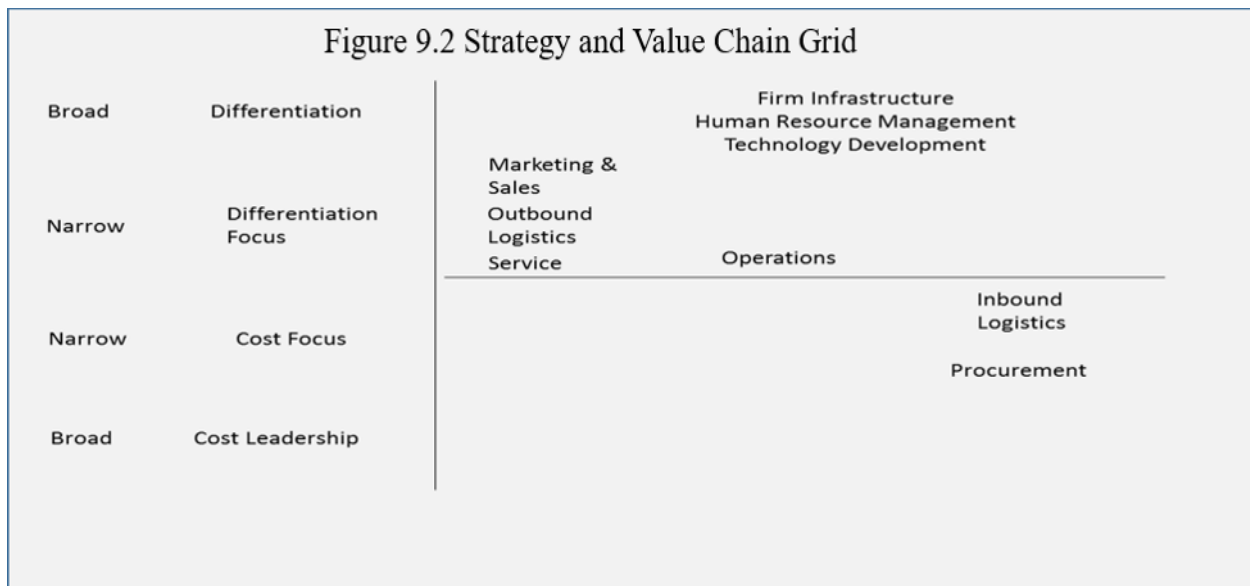 Figure 9.2 Strategy and Value Chain Grid
Broad
Differentiation
Firm Infrastructure
Human Resource Management
Technology Development
Marketing &
Sales
Narrow
Differentiation
Focus
Outbound
Logistics
Service
Operations
Inbound
Logistics
Narrow
Cost Focus
Procurement
Broad
Cost Leadership